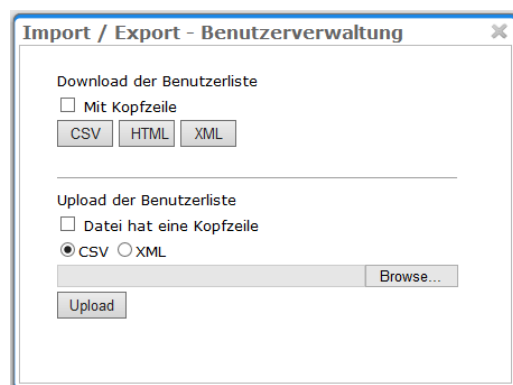 Import / Export - Benutzerverwaltung
Download der Benutzerliste
Mit Kopfzeile
CSV HTML XML
Upload der Benutzerliste
Datei hat eine Kopfzeile
CSV XML
Browse...
Upload